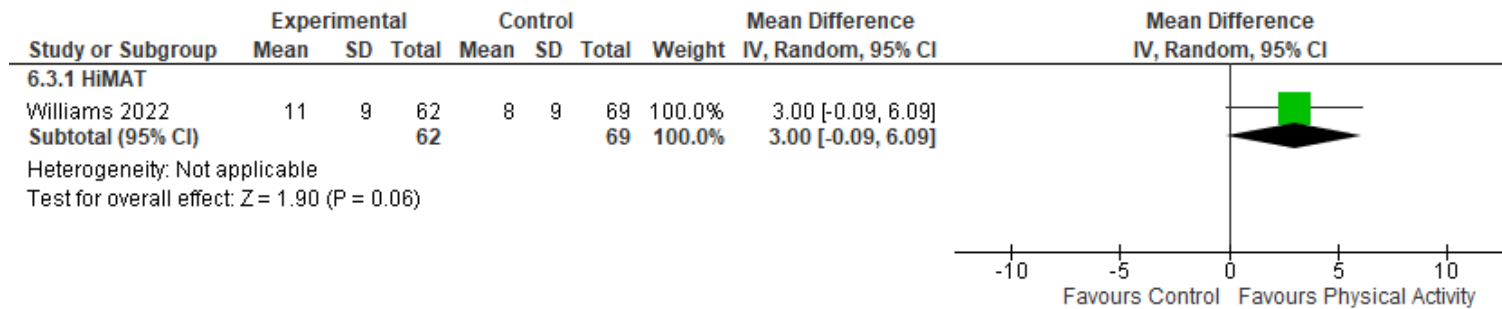 Experimental Control Mean Difference Mean Difference
Study or Subgroup Mean SD Total Mean SD Total Weight IV, Random, 95% CI IV, Random, 95% CI
6.3.1 HiMAT
Williams 2022 11 9 62 8 9 69 100.0% 3.00 [-0.09, 6.09]
Subtotal (95% CI) 62 69 100.0% 3.00 [-0.09, 6.09]
Heterogeneity: Not applicable
Test for overall effect: Z = 1.90 (P = 0.06)
-10 -5 0 5 10
Favours Control Favours Physical Activity